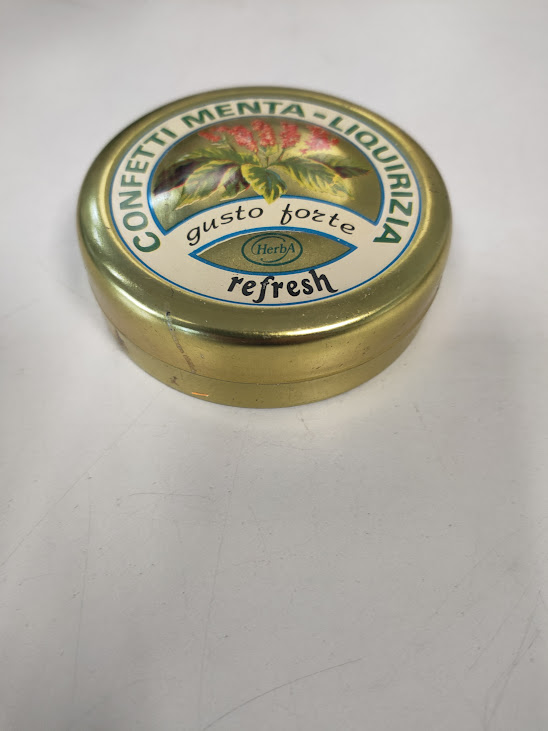 CONFETTI MENTA-LIQUIRIZIA
gusto forte
HerbA
refresh